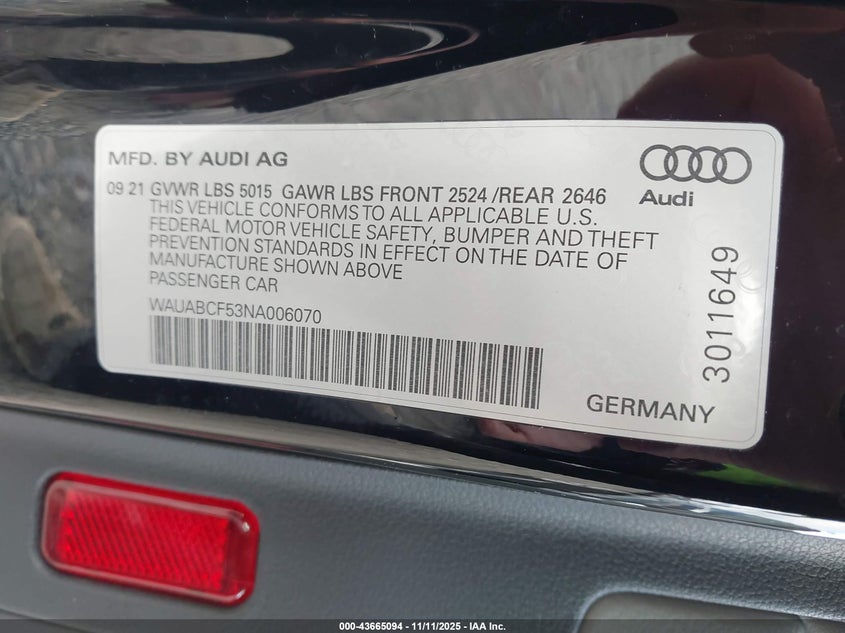 MFD. BY AUDI AG
Audi
09 21 GVWR LBS 5015 GAWR LBS FRONT 2524 /REAR 2646
THIS VEHICLE CONFORMS TO ALL APPLICABLE U.S.
FEDERAL MOTOR VEHICLE SAFETY, BUMPER AND THEFT
PREVENTION STANDARDS IN EFFECT ON THE DATE OF
MANUFACTURE SHOWN ABOVE
PASSENGER CAR
WAUABCF53NA006070
GERMANY
3011649
000-43665094 - 11/11/2025 - IAA Inc.